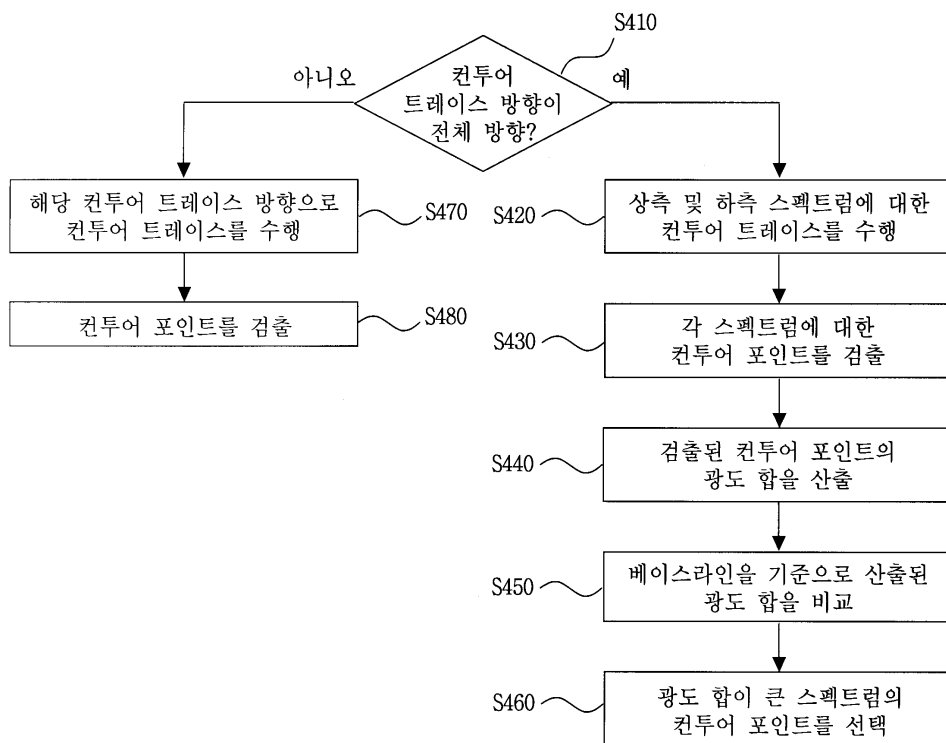 S410
아니오
예
컨투어
트레이스 방향이
전체 방향?
해당 컨투어 트레이스 방향으로
컨투어 트레이스를 수행
S470
S420
상측 및 하측 스펙트럼에 대한
컨투어 트레이스를 수행
컨투어 포인트를 검출
S480
S430
각 스펙트럼에 대한
컨투어 포인트를 검출
S440
검출된 컨투어 포인트의
광도 합을 산출
S450
베이스라인을 기준으로 산출된
광도 합을 비교
S460
광도 합이 큰 스펙트럼의
컨투어 포인트를 선택